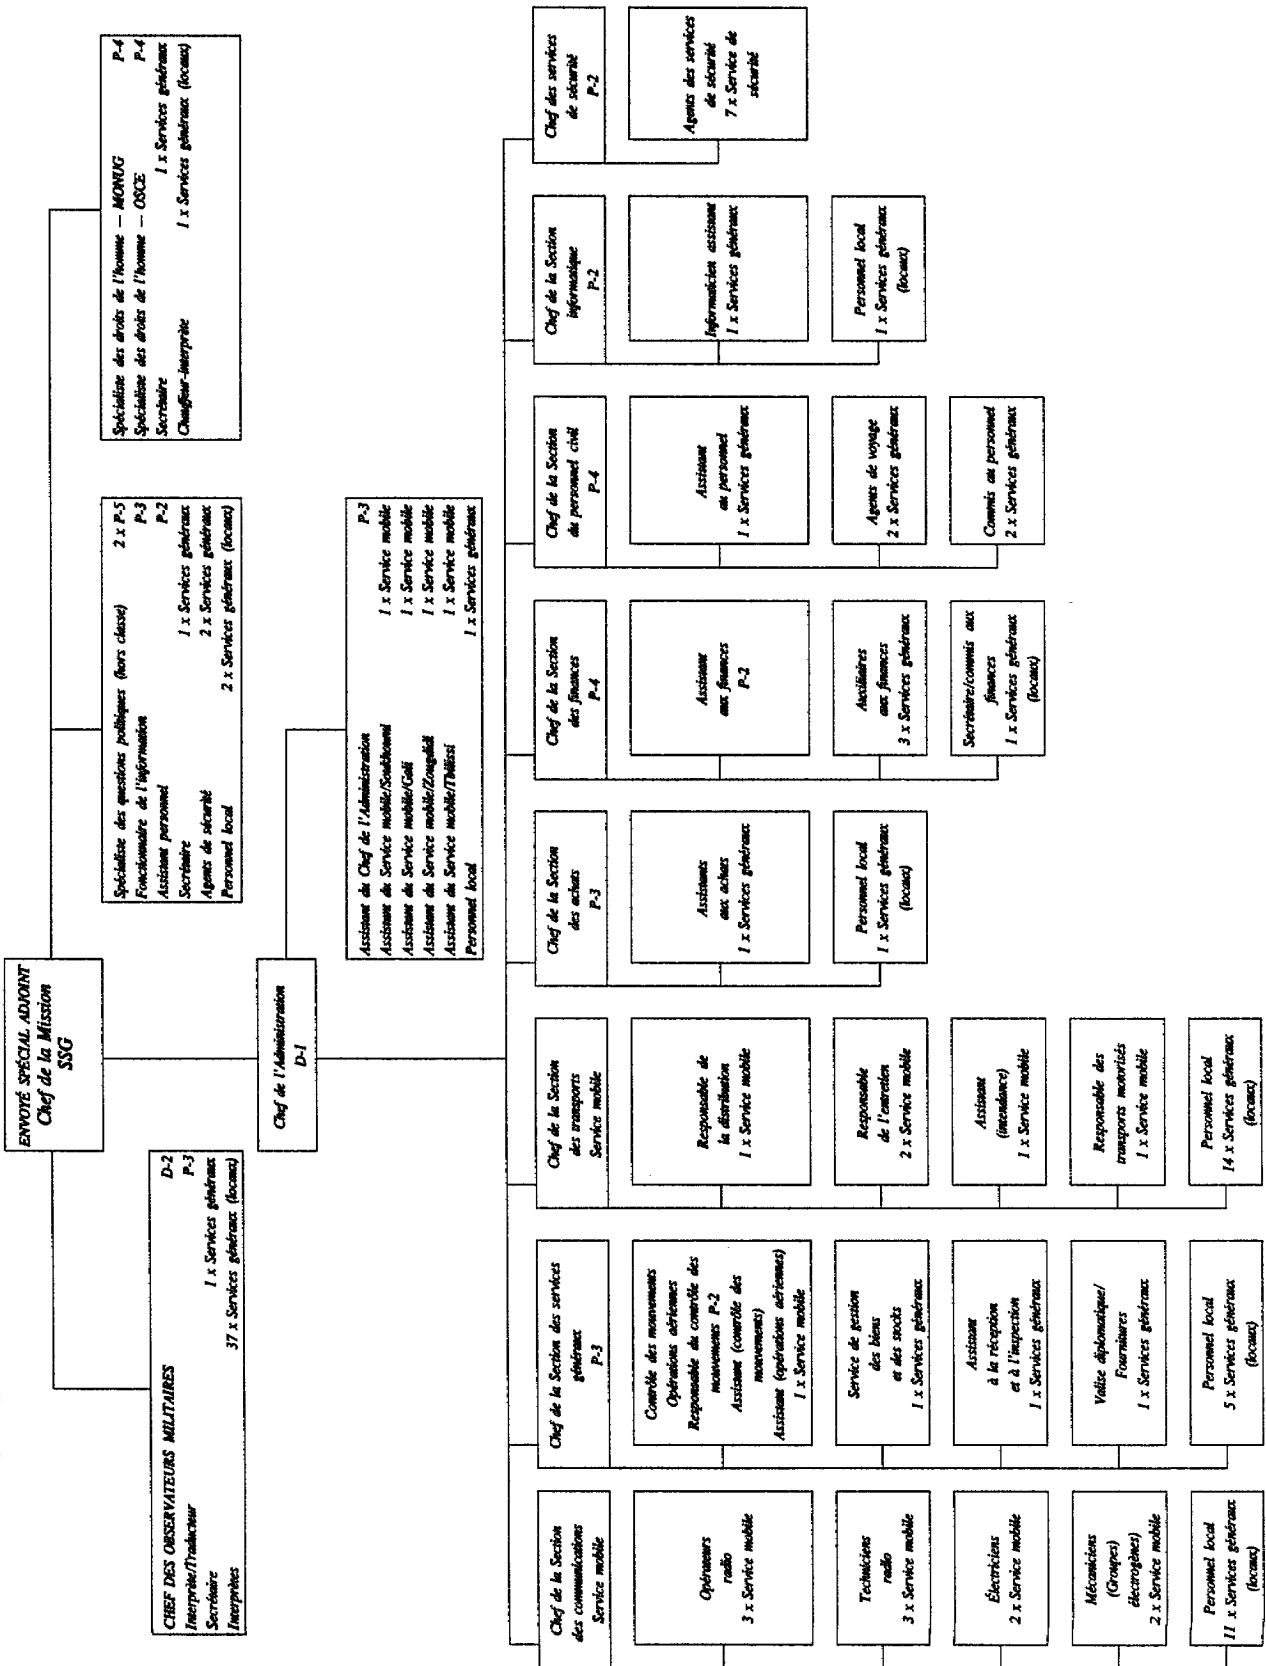 ENVOYÉ SPÉCIAL ADJOINT
Chef de la Mission
SSG
CHEF DES OBSERVATEURS MILITAIRES D-2
Interprète/Traducteur P-3
Secrétaire 1 x Services généraux
Interprètes 37 x Services généraux (locaux)
Spécialiste des questions politiques (hors classe) 2 x P-5
Fonctionnaire de l'information P-3
Assistant personnel P-2
Secrétaire 1 x Services généraux
Agents de sécurité 2 x Services généraux
Personnel local 2 x Services généraux (locaux)
Spécialiste des droits de l'homme — MONUG P-4
Spécialiste des droits de l'homme — OSCE P-4
Secrétaire 1 x Services généraux
Chauffeur-interprète 1 x Services généraux (locaux)
Chef de l'Administration
D-1
Assistant du Chef de l'Administration P-3
Assistant du Service mobile/Soukhoumi 1 x Service mobile
Assistant du Service mobile/Gali 1 x Service mobile
Assistant du Service mobile/Zougdidi 1 x Service mobile
Assistant du Service mobile/Tbilissi 1 x Service mobile
Personnel local 1 x Services généraux
Chef de la Section
des communications
Service mobile
Opérateurs
radio
3 x Service mobile
Techniciens
radio
3 x Service mobile
Électriciens
2 x Service mobile
Mécaniciens
(Groupes)
électrogènes)
2 x Service mobile
Personnel local
11 x Services généraux
(locaux)
Chef de la Section des services
généraux
P-3
Contrôle des mouvements
Opérations aériennes
Responsable du contrôle des
mouvements P-2
Assistant (contrôle des
mouvements)
Assistant (opérations aériennes)
1 x Service mobile
Service de gestion
des biens
et des stocks
1 x Services généraux
Assistant
à la réception
et à l'inspection
1 x Services généraux
Valise diplomatique/
Fournitures
1 x Services généraux
Personnel local
5 x Services généraux
(locaux)
Chef de la Section
des transports
Service mobile
Responsable de
la distribution
1 x Service mobile
Responsable
de l'entretien
2 x Service mobile
Assistant
(intendance)
1 x Service mobile
Responsable des
transports motorisés
1 x Service mobile
Personnel local
14 x Services généraux
(locaux)
Chef de la Section
des achats
P-3
Assistants
aux achats
1 x Services généraux
Personnel local
1 x Services généraux
(locaux)
Chef de la Section
des finances
P-4
Assistant
aux finances
P-2
Auxiliaires
aux finances
3 x Services généraux
Secrétaire/commis aux
finances
1 x Services généraux
(locaux)
Chef de la Section
du personnel civil
P-4
Assistant
au personnel
1 x Services généraux
Agents de voyage
2 x Services généraux
Commis au personnel
2 x Services généraux
Chef de la Section
informatique
P-2
Informaticien assistant
1 x Services généraux
Personnel local
1 x Services généraux
(locaux)
Chef des services
de sécurité
P-2
Agents des services
de sécurité
7 x Service de
sécurité